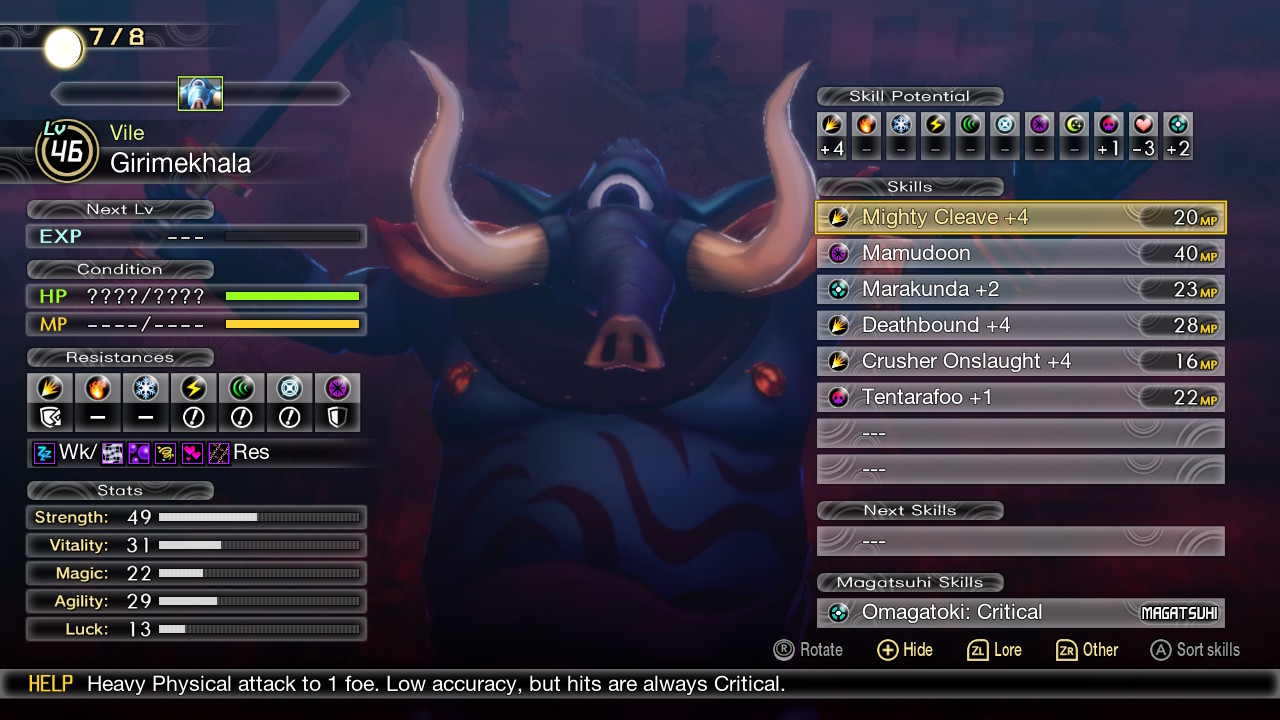 7/8
Lv 46
Vile
Girimekhala
Next Lv
EXP ---
Condition
HP ????/????
MP ----/----
Resistances
Wk/ Res
Stats
Strength: 49
Vitality: 31
Magic: 22
Agility: 29
Luck: 13
Skill Potential
+4 - - - - - - - +1 -3 +2
Skills
Mighty Cleave +4 20MP
Mamudoon 40MP
Marakunda +2 23MP
Deathbound +4 28MP
Crusher Onslaught +4 16MP
Tentarafoo +1 22MP
---
---
Next Skills
---
Magatsuhi Skills
Omagatoki: Critical MAGATSUHI
R Rotate + Hide ZL Lore ZR Other A Sort skills
HELP Heavy Physical attack to 1 foe. Low accuracy, but hits are always Critical.